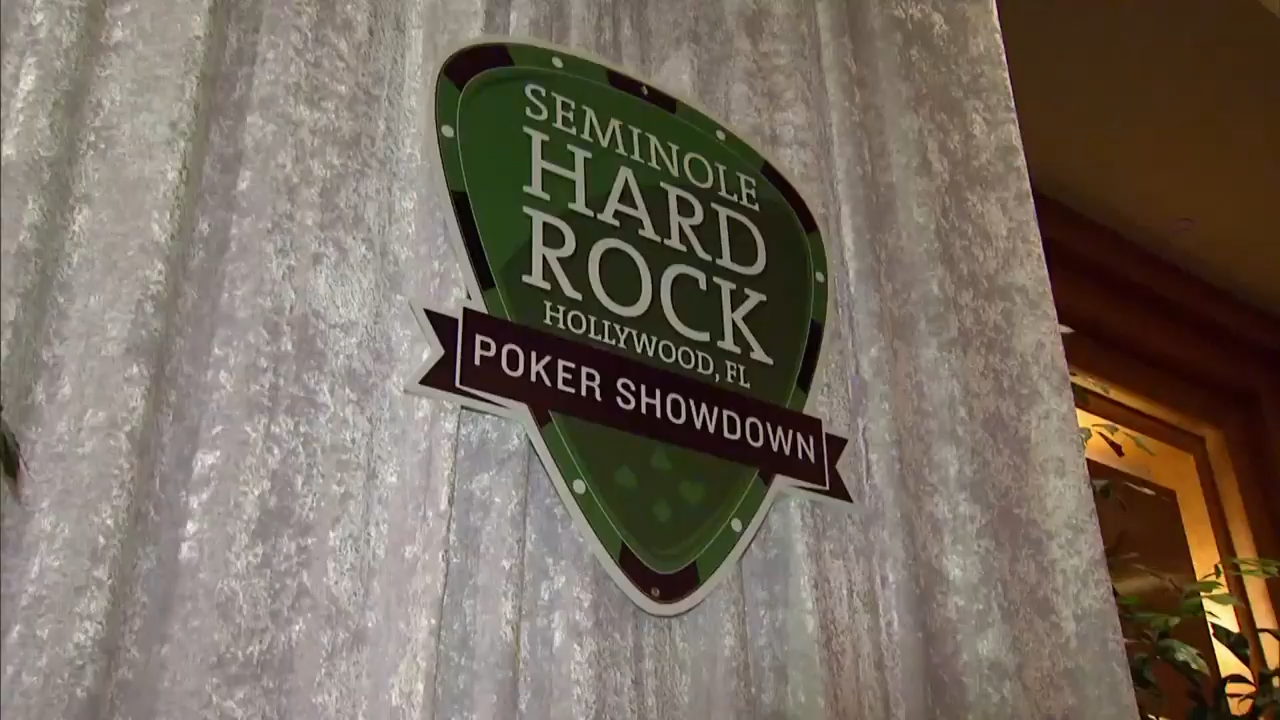 SEMINOLE
HARD
ROCK
HOLLYWOOD, FL
POKER SHOWDOWN